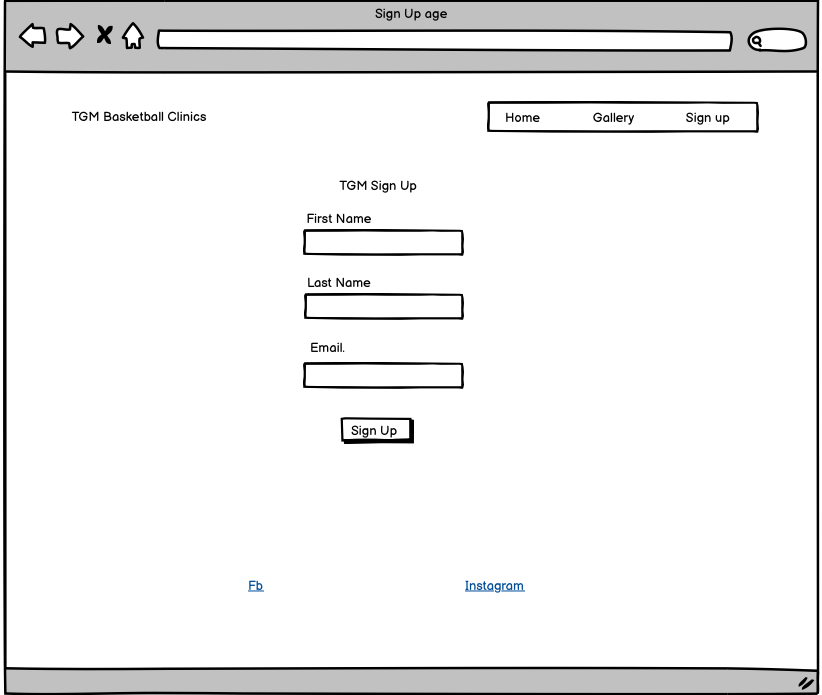 Sign Up age
TGM Basketball Clinics
Home Gallery Sign up
TGM Sign Up
First Name
Last Name
Email.
Sign Up
Fb Instagram